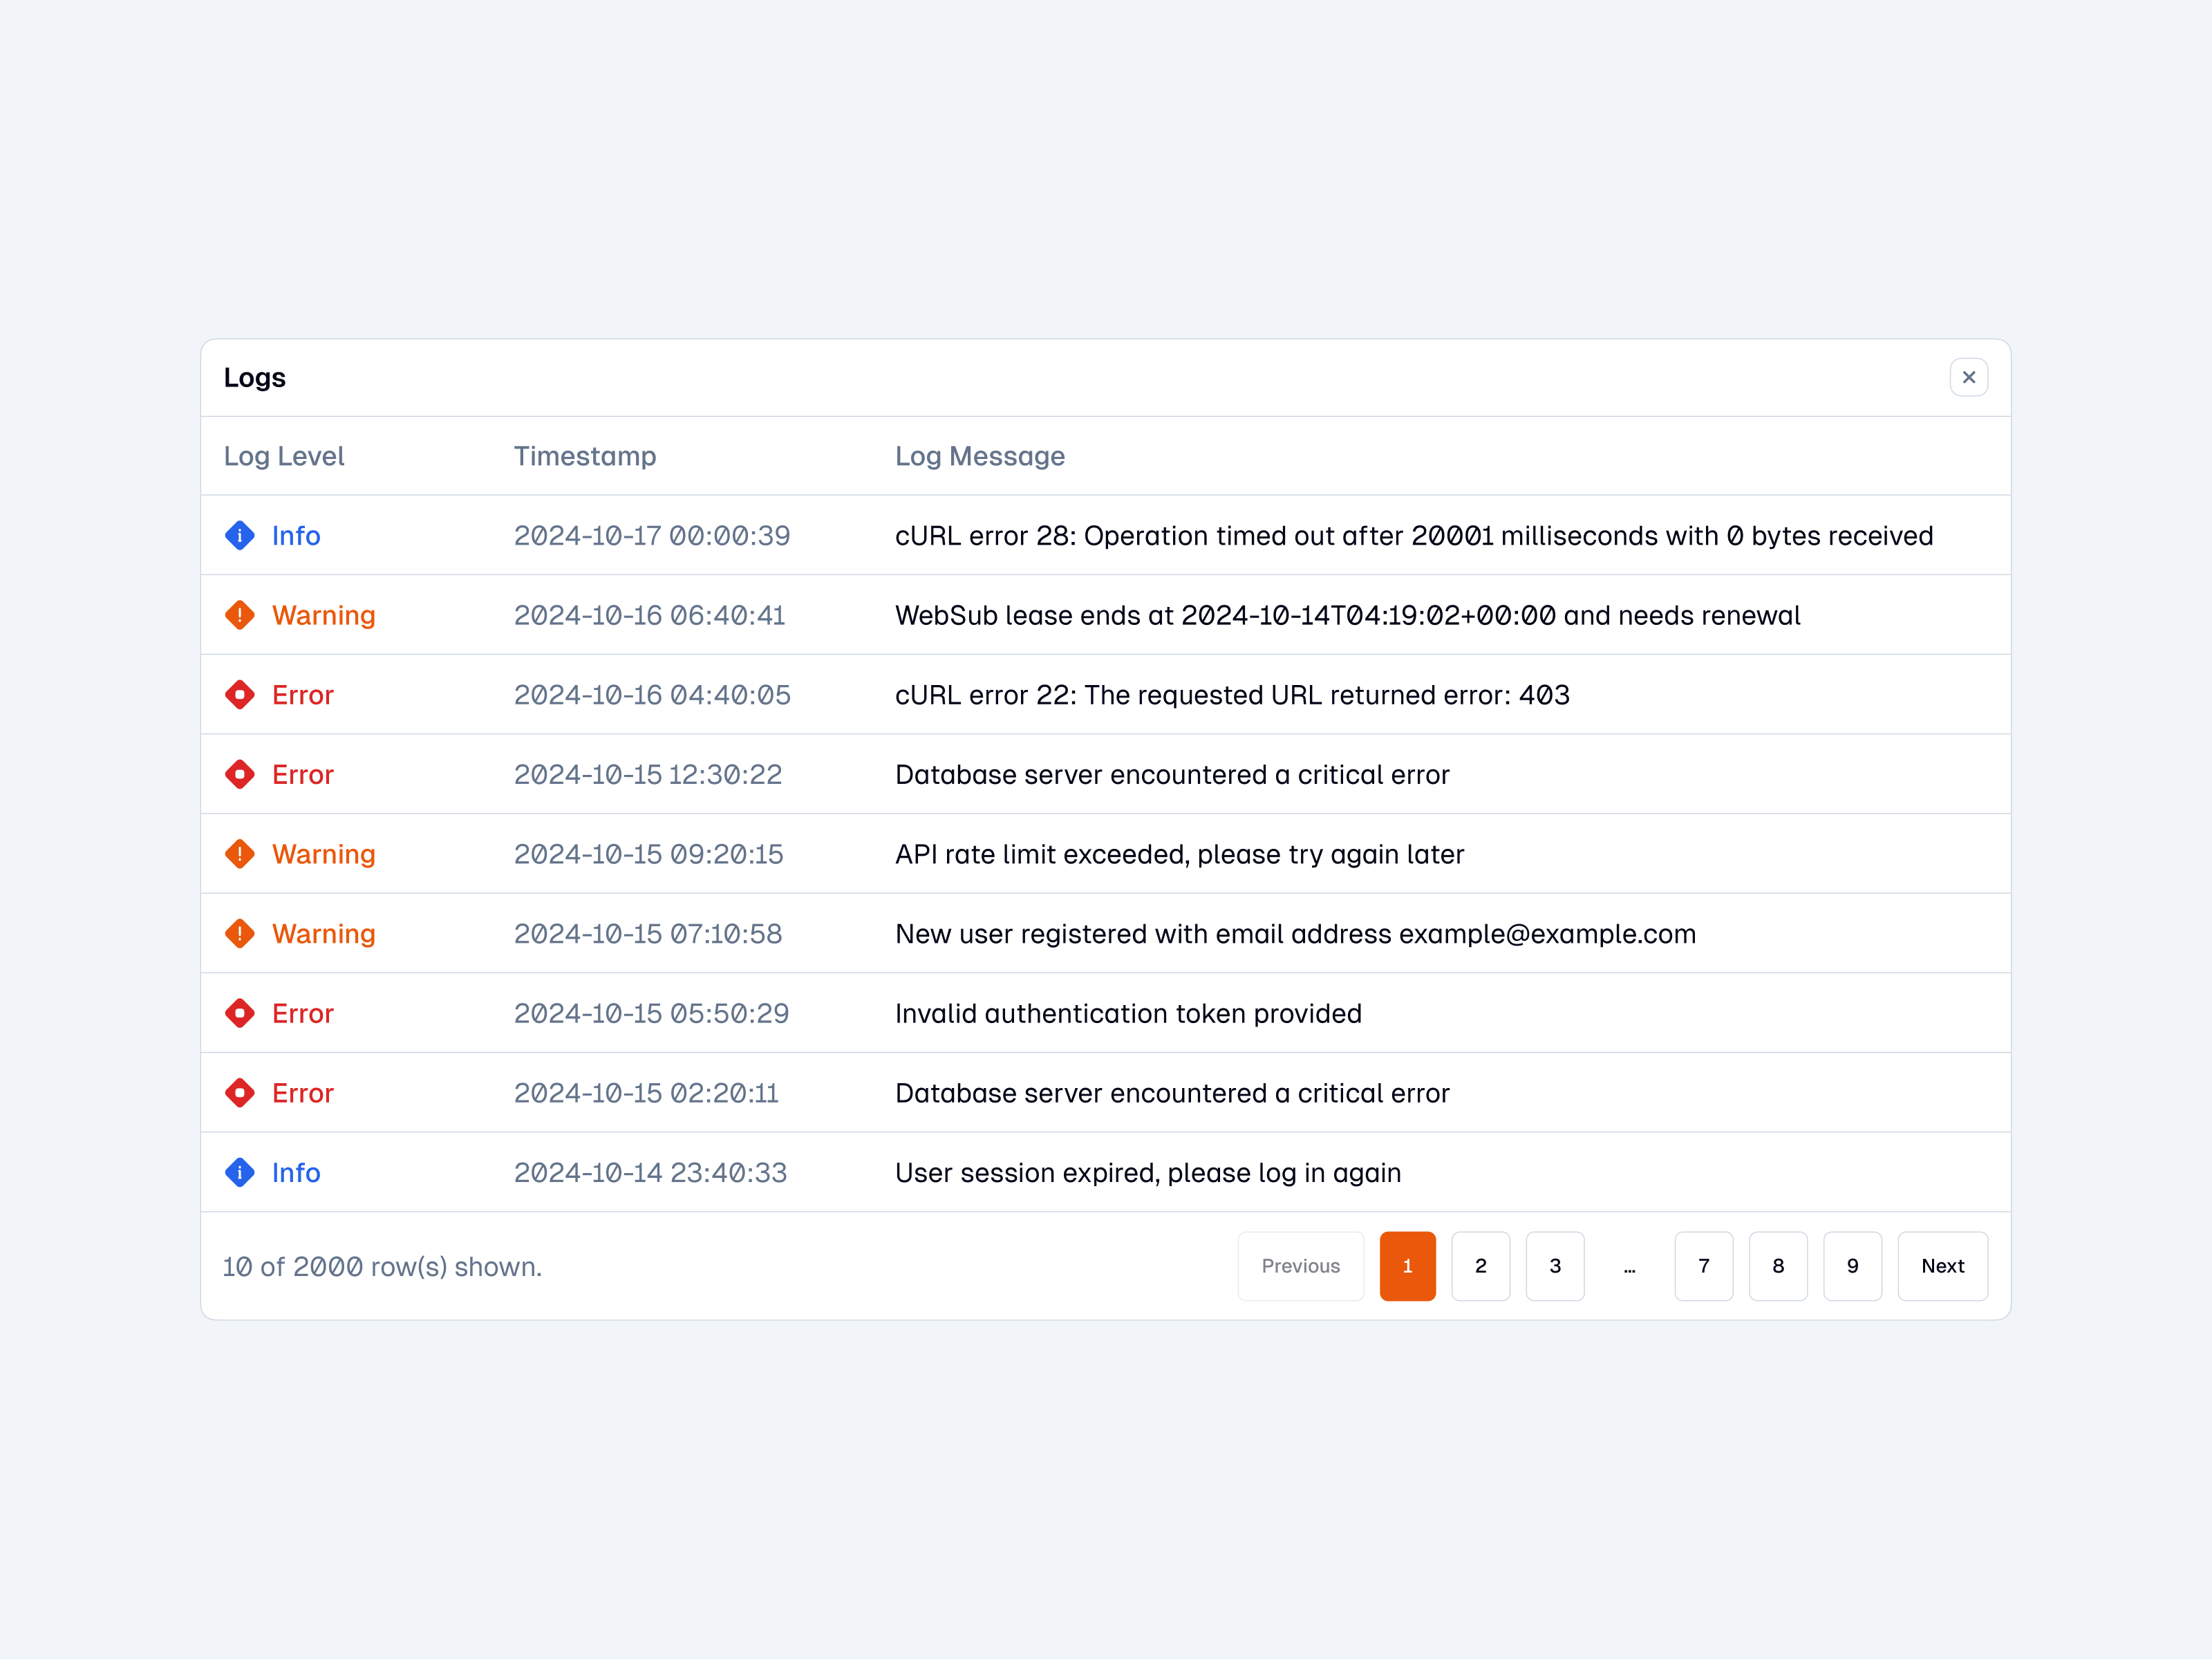 Logs
Log Level Timestamp Log Message
Info 2024-10-17 00:00:39 cURL error 28: Operation timed out after 20001 milliseconds with 0 bytes received
Warning 2024-10-16 06:40:41 WebSub lease ends at 2024-10-14T04:19:02+00:00 and needs renewal
Error 2024-10-16 04:40:05 cURL error 22: The requested URL returned error: 403
Error 2024-10-15 12:30:22 Database server encountered a critical error
Warning 2024-10-15 09:20:15 API rate limit exceeded, please try again later
Warning 2024-10-15 07:10:58 New user registered with email address example@example.com
Error 2024-10-15 05:50:29 Invalid authentication token provided
Error 2024-10-15 02:20:11 Database server encountered a critical error
Info 2024-10-14 23:40:33 User session expired, please log in again
10 of 2000 row(s) shown. Previous 1 2 3 ... 7 8 9 Next